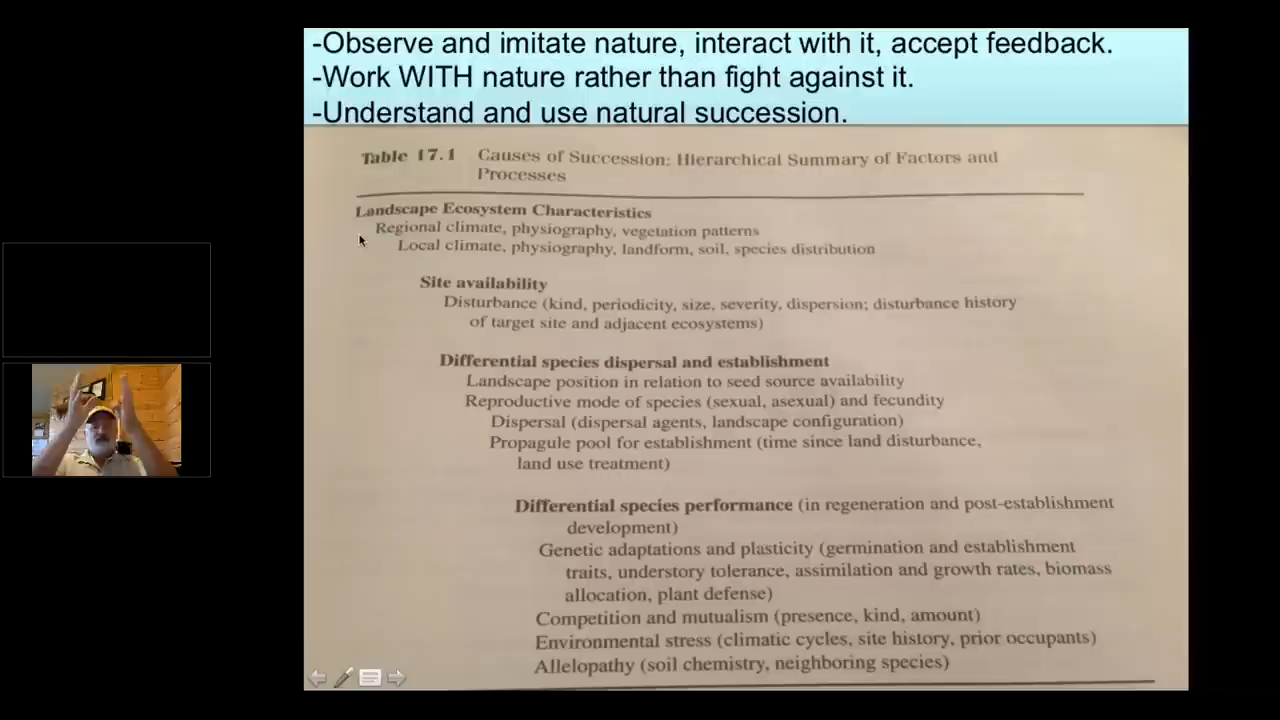 -Observe and imitate nature, interact with it, accept feedback.
-Work WITH nature rather than fight against it.
-Understand and use natural succession.
Table 17.1 Causes of Succession: Hierarchical Summary of Factors and
Processes
Landscape Ecosystem Characteristics
Regional climate, physiography, vegetation patterns
Local climate, physiography, landform, soil, species distribution
Site availability
Disturbance (kind, periodicity, size, severity, dispersion; disturbance history
of target site and adjacent ecosystems)
Differential species dispersal and establishment
Landscape position in relation to seed source availability
Reproductive mode of species (sexual, asexual) and fecundity
Dispersal (dispersal agents, landscape configuration)
Propagule pool for establishment (time since land disturbance,
land use treatment)
Differential species performance (in regeneration and post-establishment
development)
Genetic adaptations and plasticity (germination and establishment
traits, understory tolerance, assimilation and growth rates, biomass
allocation, plant defense)
Competition and mutualism (presence, kind, amount)
Environmental stress (climatic cycles, site history, prior occupants)
Allelopathy (soil chemistry, neighboring species)